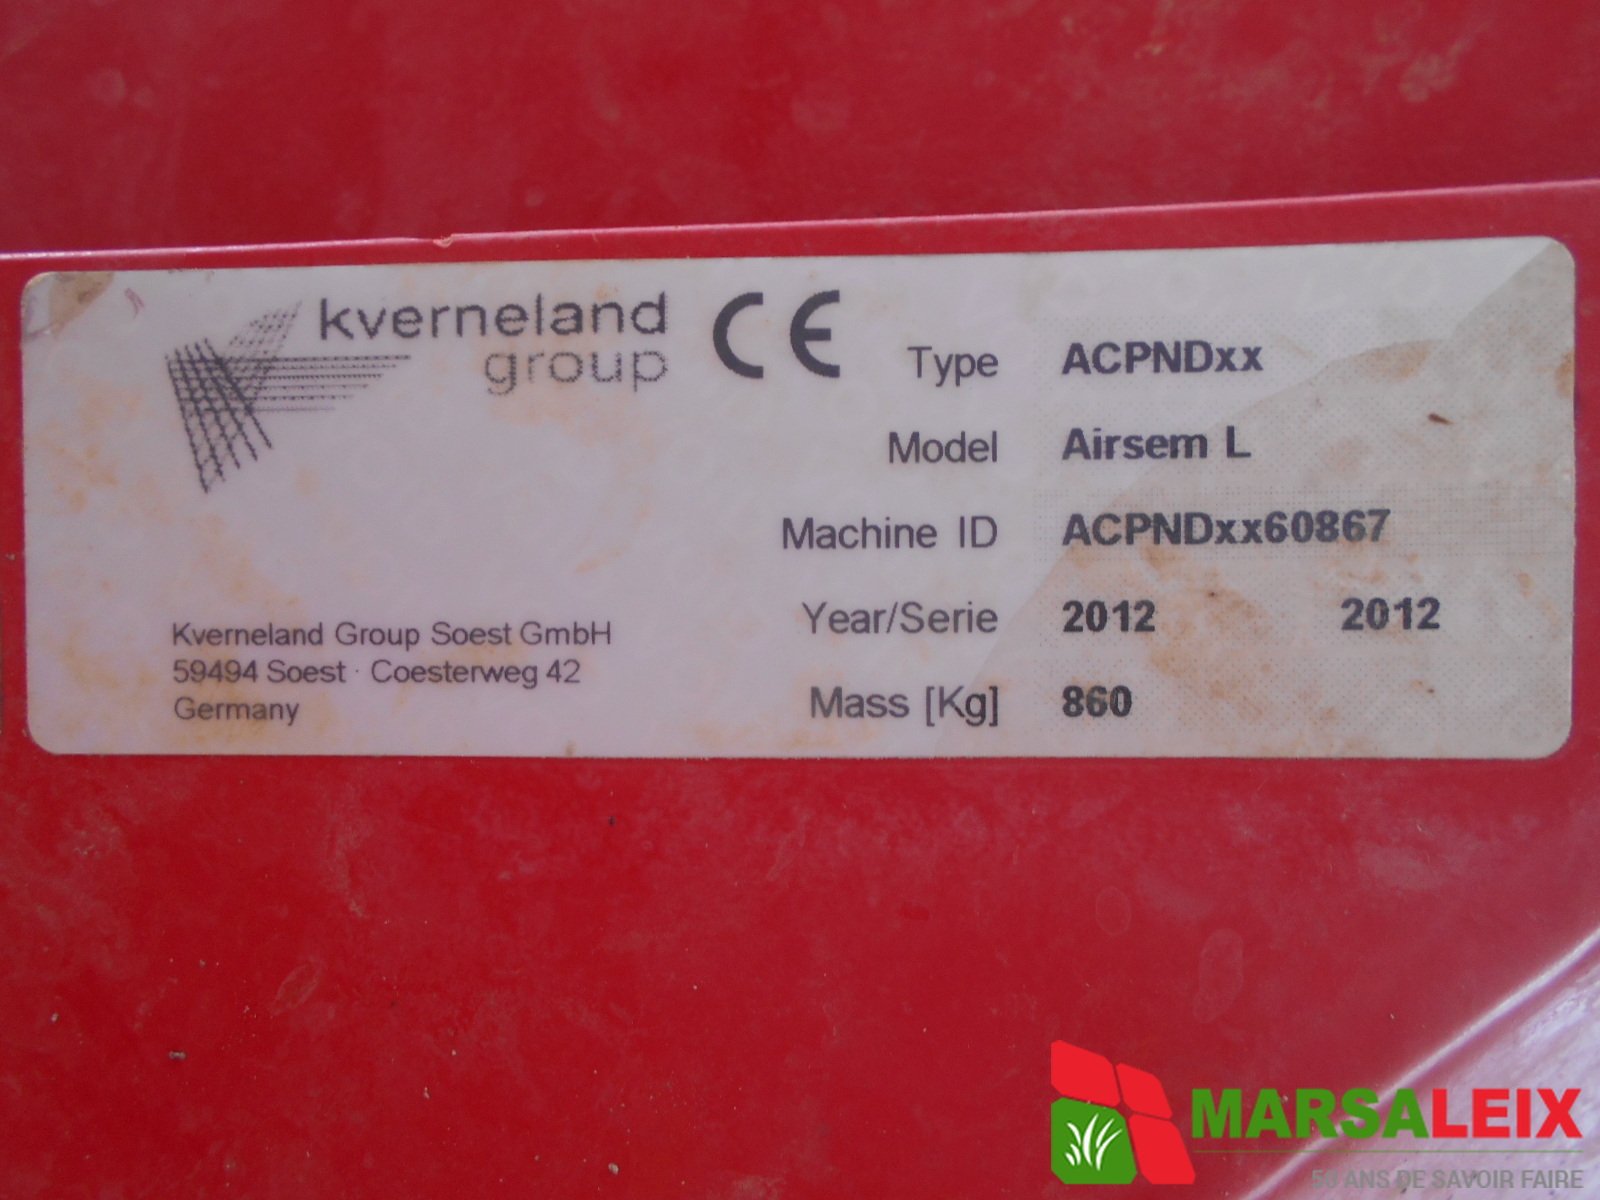 kverneland
group
CE
Type ACPNDxx
Model Airsem L
Machine ID ACPNDxx60867
Year/Serie 2012 2012
Mass [Kg] 860
Kverneland Group Soest GmbH
59494 Soest · Coesterweg 42
Germany
MARSALEIX
50 ANS DE SAVOIR FAIRE